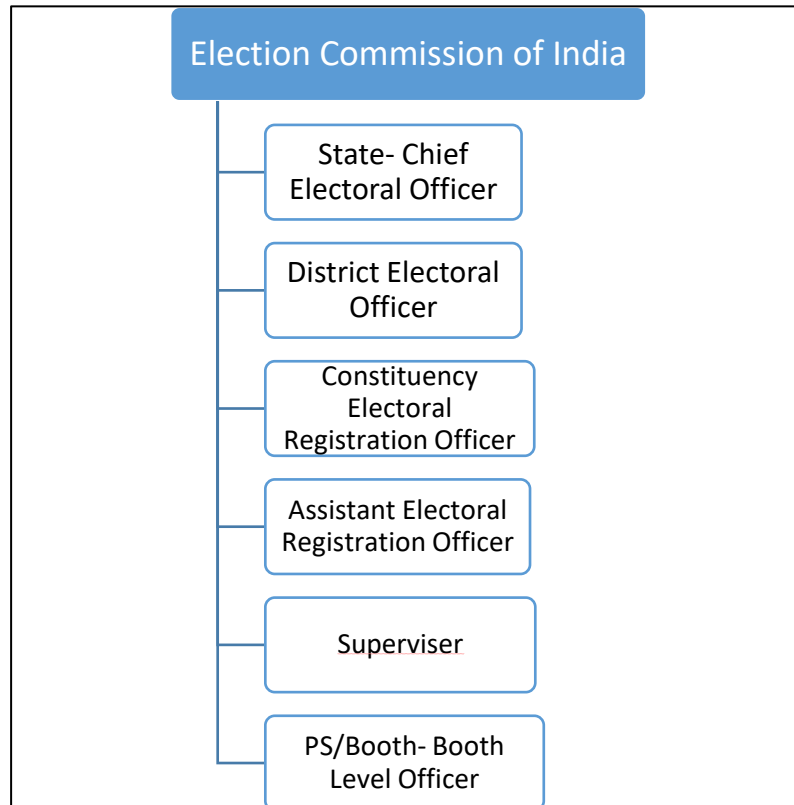 Election Commission of India
State- Chief
Electoral Officer
District Electoral
Officer
Constituency
Electoral
Registration Officer
Assistant Electoral
Registration Officer
Superviser
PS/Booth- Booth
Level Officer